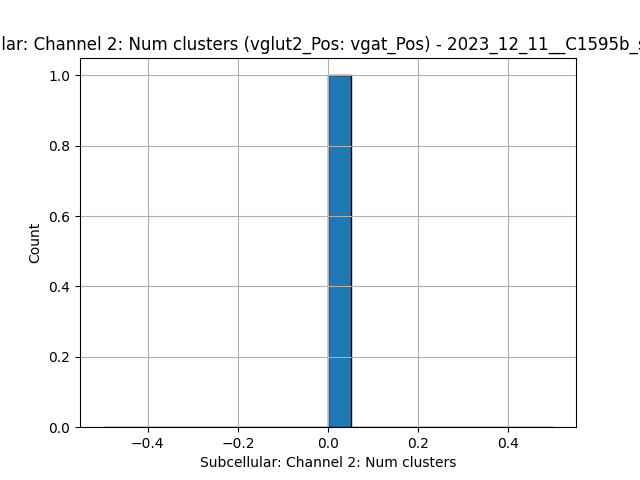 lar: Channel 2: Num clusters (vglut2_Pos: vgat_Pos) - 2023_12_11__C1595b_s
1.0
0.8
0.6
0.4
0.2
0.0
Count
−0.4 −0.2 0.0 0.2 0.4
Subcellular: Channel 2: Num clusters